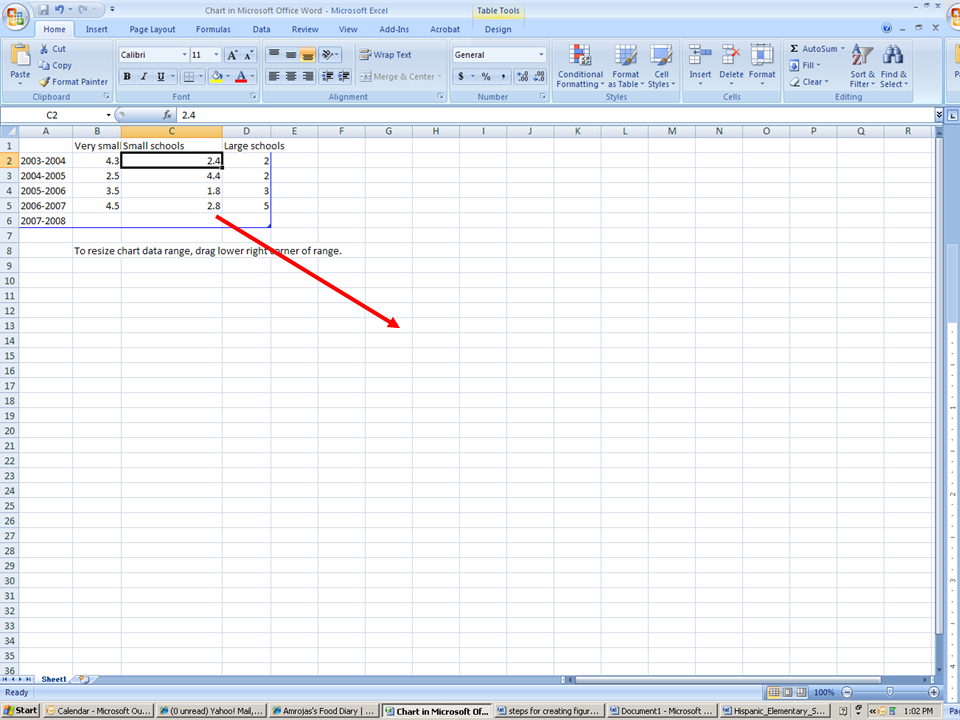 Chart in Microsoft Office Word - Microsoft Excel
Table Tools
Home Insert Page Layout Formulas Data Review View Add-Ins Acrobat Design
Paste
Cut
Copy
Format Painter
Clipboard
Calibri 11
B I U A
Font
Wrap Text
Merge & Center
Alignment
General
$ % ,
Number
Conditional Formatting
Format as Table
Cell Styles
Styles
Insert Delete Format
Cells
Σ AutoSum
Fill
Clear
Sort & Filter
Find & Select
Editing
C2 fx 2.4
A B C D E F G H I J K L M N O P Q R
1 Very small Small schools Large schools
2 2003-2004 4.3 2.4 2
3 2004-2005 2.5 4.4 2
4 2005-2006 3.5 1.8 3
5 2006-2007 4.5 2.8 5
6 2007-2008
7
8 To resize chart data range, drag lower right corner of range.
9
10
11
12
13
14
15
16
17
18
19
20
21
22
23
24
25
26
27
28
29
30
31
32
33
34
35
36
Sheet1
Ready 100%
Start Calendar - Microsoft Ou... (0 unread) Yahoo! Mail,... Amrojas's Food Diary | ... Chart in Microsoft Of... steps for creating figur... Document1 - Microsoft ... Hispanic_Elementary_S... 1:02 PM